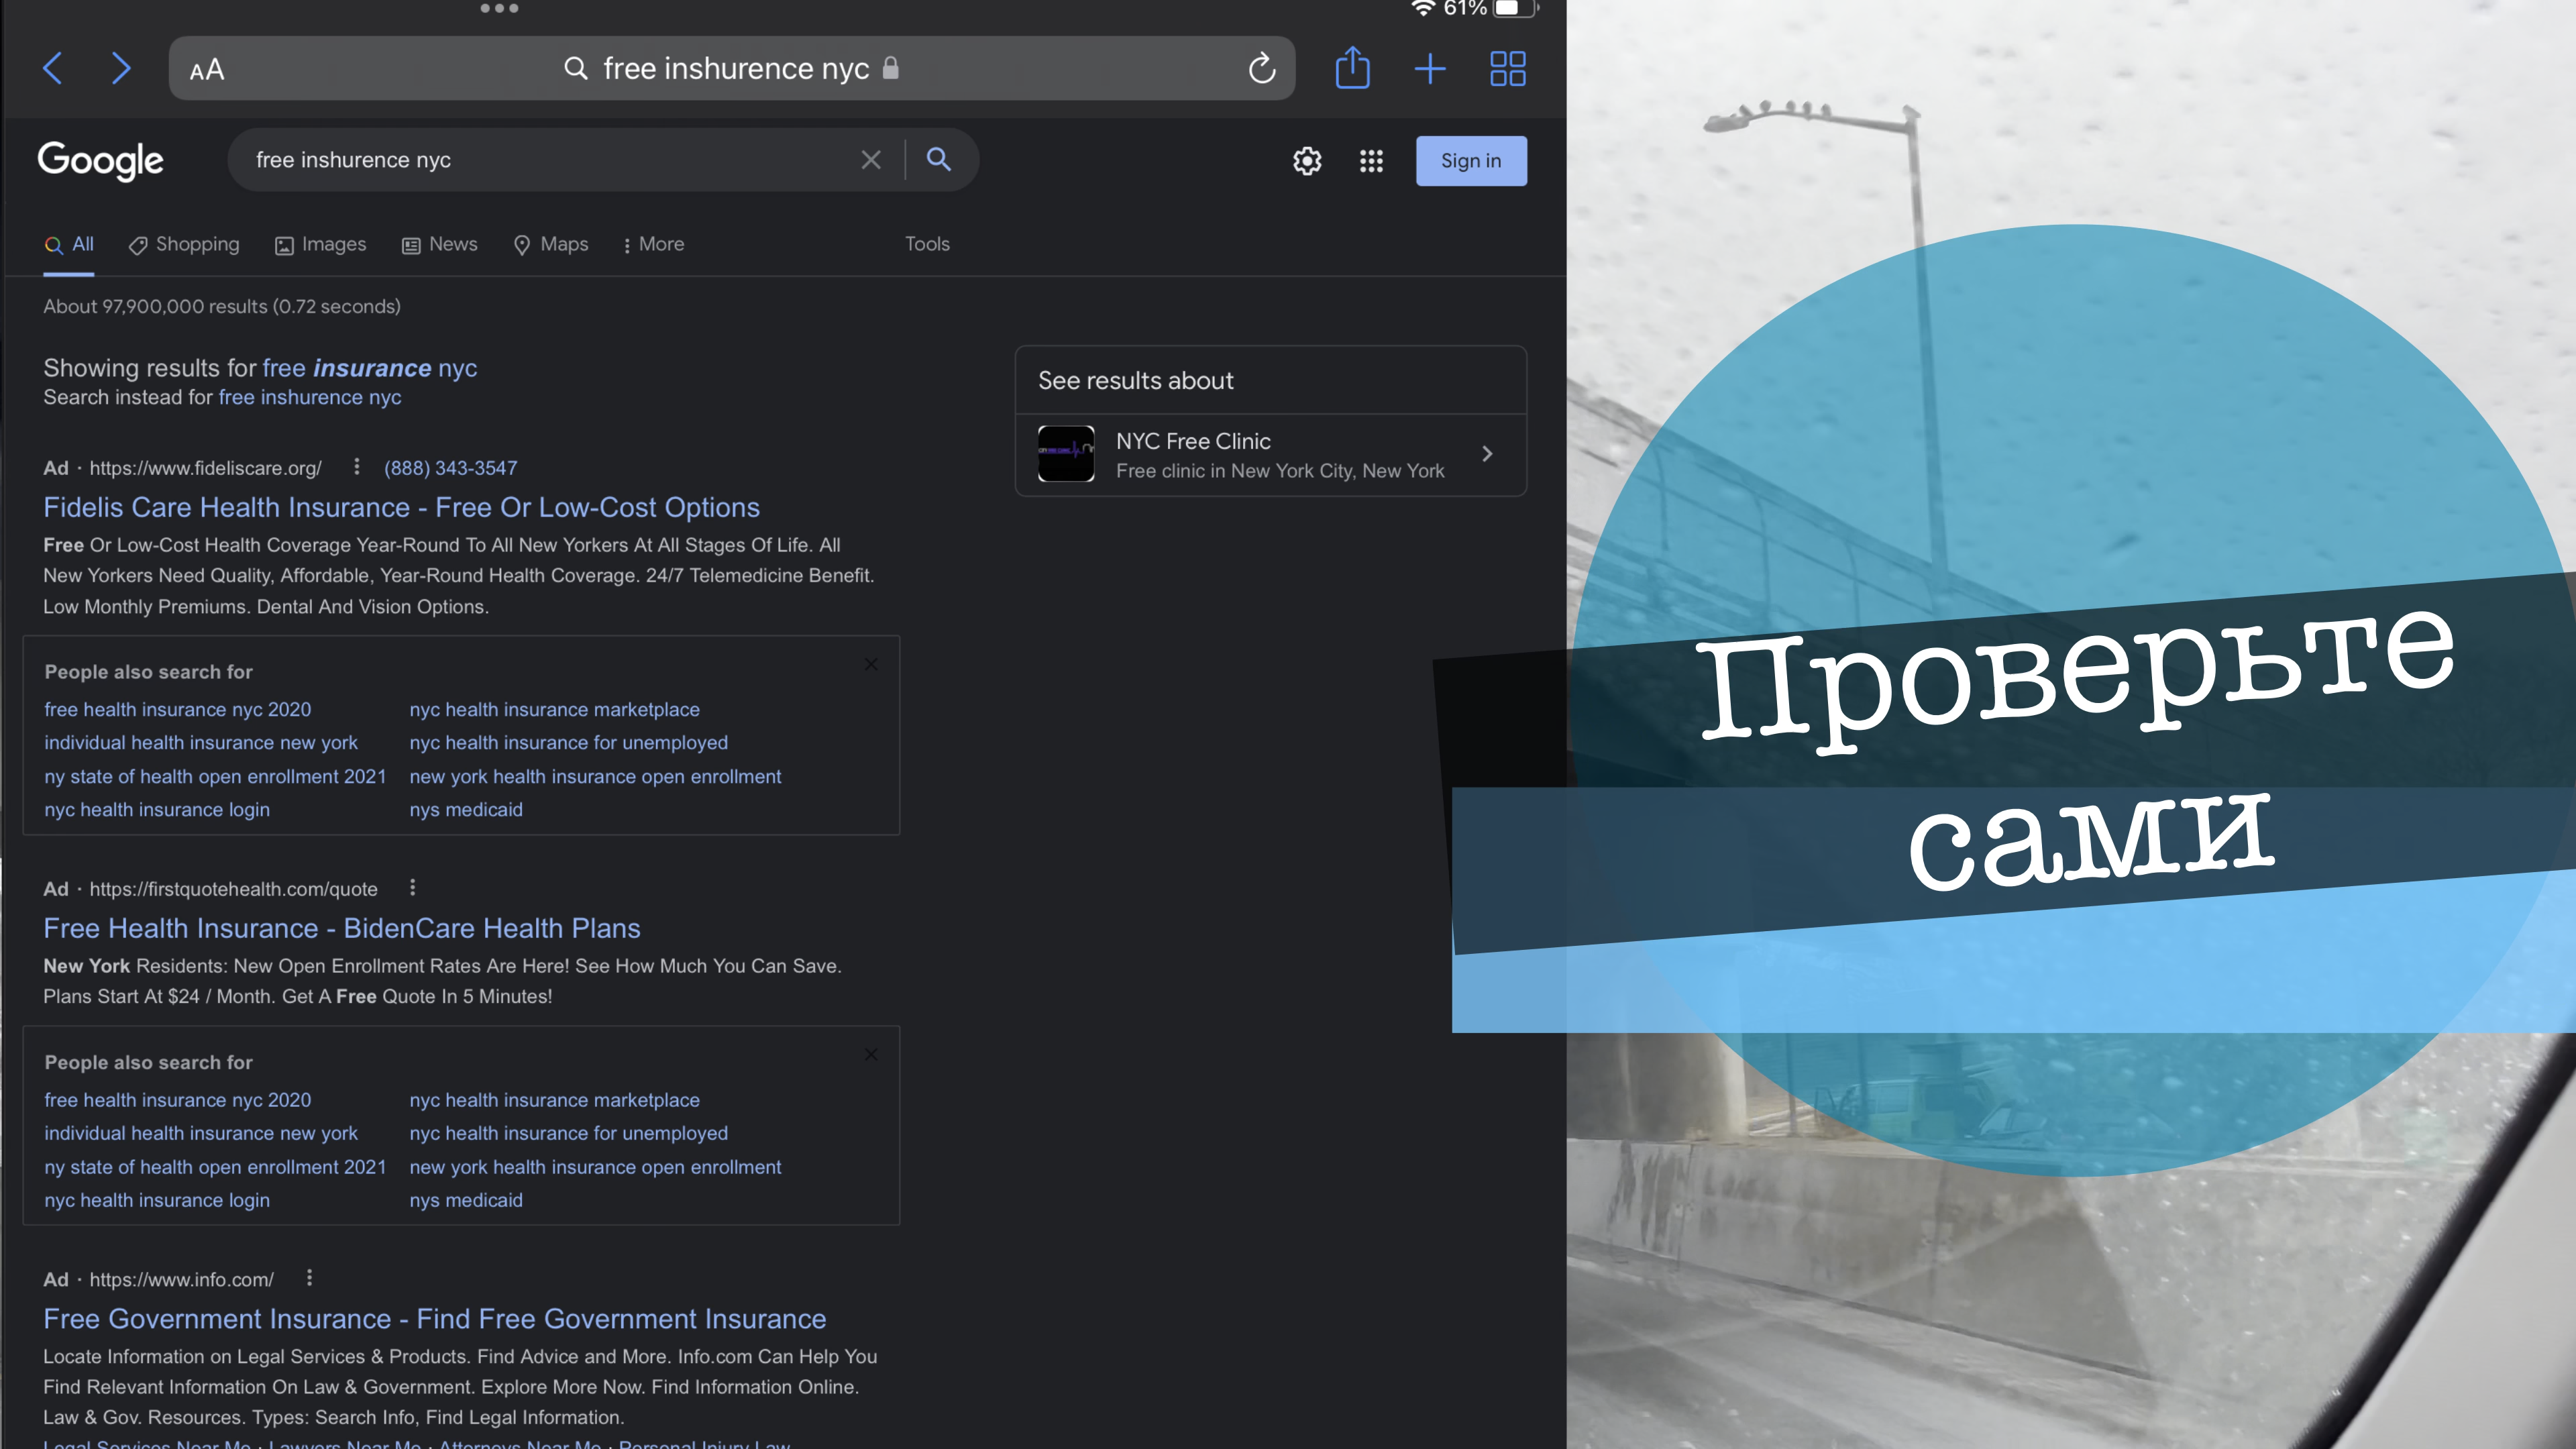 61%
AA
free inshurence nyc
Google
free inshurence nyc
Sign in
All Shopping Images News Maps More Tools
About 97,900,000 results (0.72 seconds)
Showing results for free insurance nyc
Search instead for free inshurence nyc
See results about
NYC Free Clinic
Free clinic in New York City, New York
Ad · https://www.fideliscare.org/ (888) 343-3547
Fidelis Care Health Insurance - Free Or Low-Cost Options
Free Or Low-Cost Health Coverage Year-Round To All New Yorkers At All Stages Of Life. All
New Yorkers Need Quality, Affordable, Year-Round Health Coverage. 24/7 Telemedicine Benefit.
Low Monthly Premiums. Dental And Vision Options.
People also search for
free health insurance nyc 2020 nyc health insurance marketplace
individual health insurance new york nyc health insurance for unemployed
ny state of health open enrollment 2021 new york health insurance open enrollment
nyc health insurance login nys medicaid
Ad · https://firstquotehealth.com/quote
Free Health Insurance - BidenCare Health Plans
New York Residents: New Open Enrollment Rates Are Here! See How Much You Can Save.
Plans Start At $24 / Month. Get A Free Quote In 5 Minutes!
People also search for
free health insurance nyc 2020 nyc health insurance marketplace
individual health insurance new york nyc health insurance for unemployed
ny state of health open enrollment 2021 new york health insurance open enrollment
nyc health insurance login nys medicaid
Ad · https://www.info.com/
Free Government Insurance - Find Free Government Insurance
Locate Information on Legal Services & Products. Find Advice and More. Info.com Can Help You
Find Relevant Information On Law & Government. Explore More Now. Find Information Online.
Law & Gov. Resources. Types: Search Info, Find Legal Information.
Legal Services Near Me · Lawyers Near Me · Attorneys Near Me · Personal Injury Law
Проверьте
сами